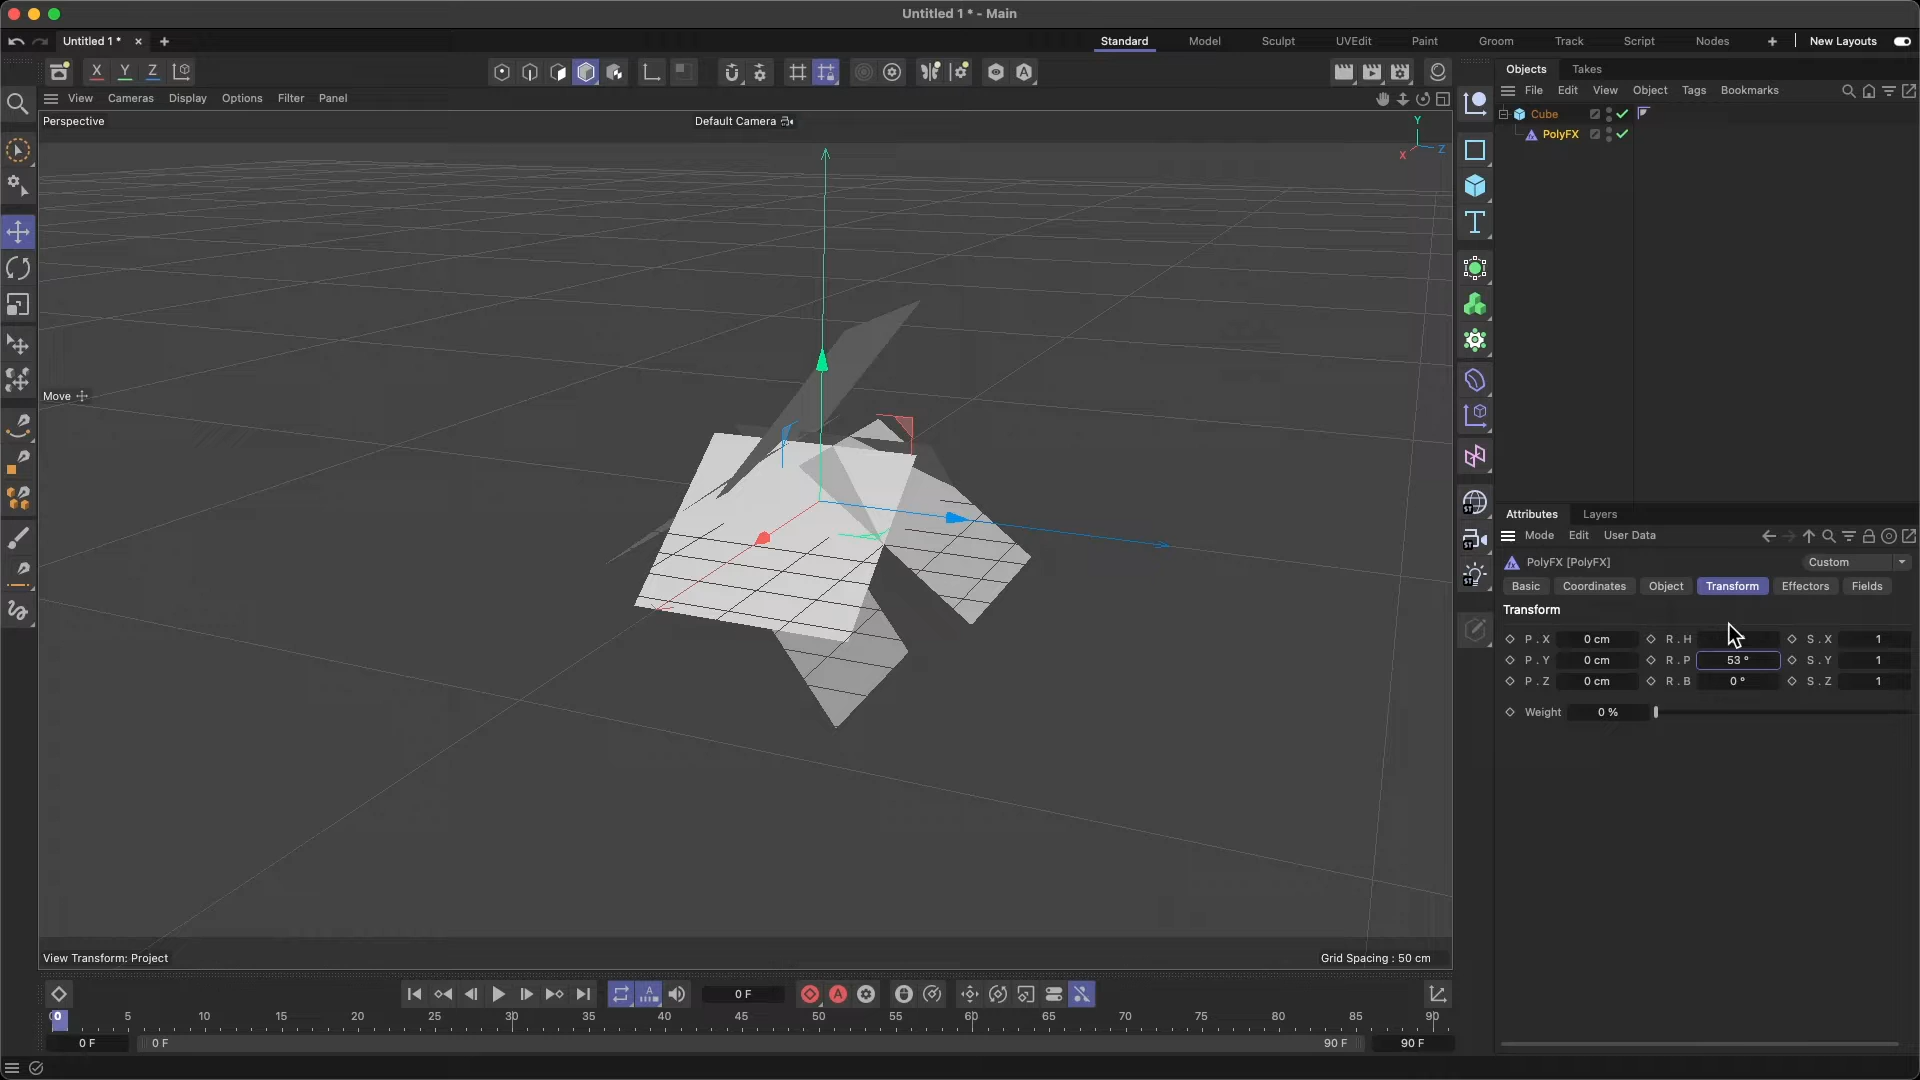 Untitled 1 * - Main
Untitled 1 *
Standard
Model
Sculpt
UVEdit
Paint
Groom
Track
Script
Nodes
New Layouts
X
Y
Z
Objects
Takes
View
Cameras
Display
Options
Filter
Panel
File
Edit
View
Object
Tags
Bookmarks
Perspective
Default Camera
Cube
PolyFX
Y
X
Z
Move
ST
ST
ST
Attributes
Layers
Mode
Edit
User Data
PolyFX [PolyFX]
Custom
Basic
Coordinates
Object
Transform
Effectors
Fields
Transform
P . X 0 cm R . H S . X 1
P . Y 0 cm R . P 53 ° S . Y 1
P . Z 0 cm R . B 0 ° S . Z 1
Weight 0 %
View Transform: Project
Grid Spacing : 50 cm
0 F
0 5 10 15 20 25 30 35 40 45 50 55 60 65 70 75 80 85 90
0 F
0 F
90 F
90 F